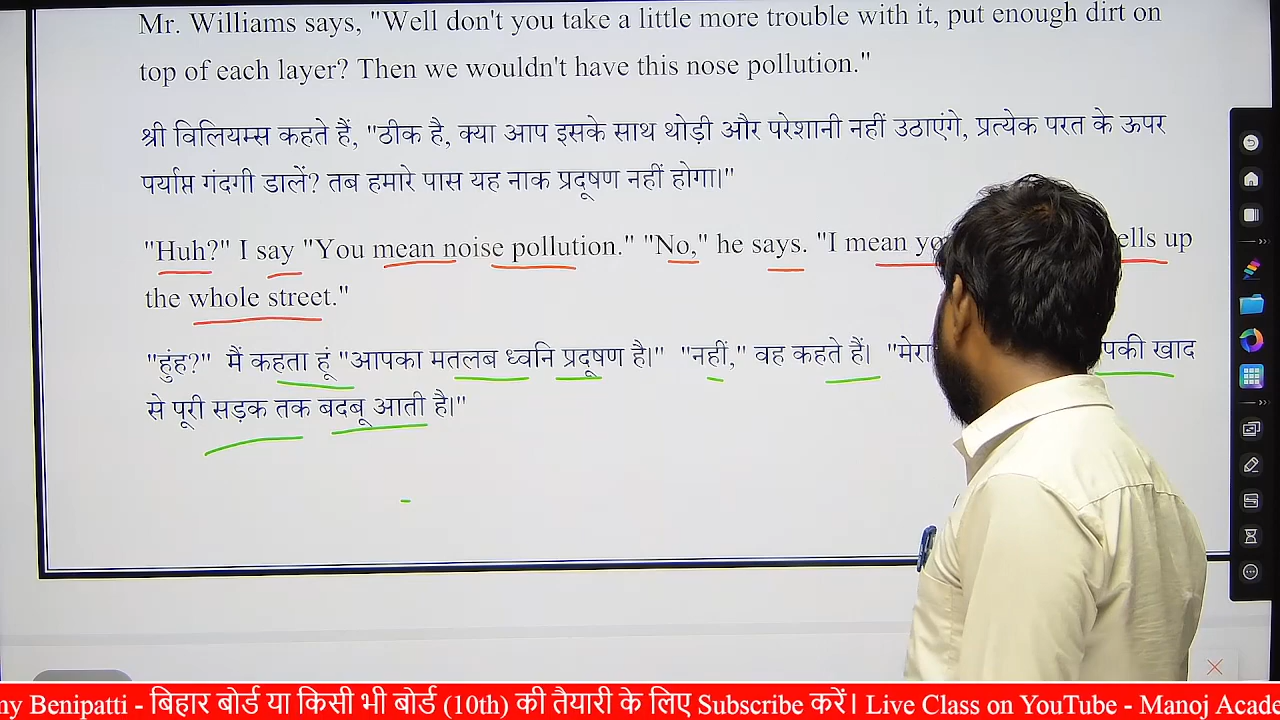 Mr. Williams says, "Well don't you take a little more trouble with it, put enough dirt on
top of each layer? Then we wouldn't have this nose pollution."
श्री विलियम्स कहते हैं, "ठीक है, क्या आप इसके साथ थोड़ी और परेशानी नहीं उठाएंगे, प्रत्येक परत के ऊपर
पर्याप्त गंदगी डालें? तब हमारे पास यह नाक प्रदूषण नहीं होगा।"
"Huh?" I say "You mean noise pollution." "No," he says. "I mean up
the whole street."
"हुंह?" मैं कहता हूं "आपका मतलब ध्वनि प्रदूषण है।" "नहीं," वह कहते हैं। "मेरा खाद
से पूरी सड़क तक बदबू आती है।"
Benipatti - बिहार बोर्ड या किसी भी बोर्ड (10th) की तैयारी के लिए Subscribe करें। Live Class on YouTube - Manoj